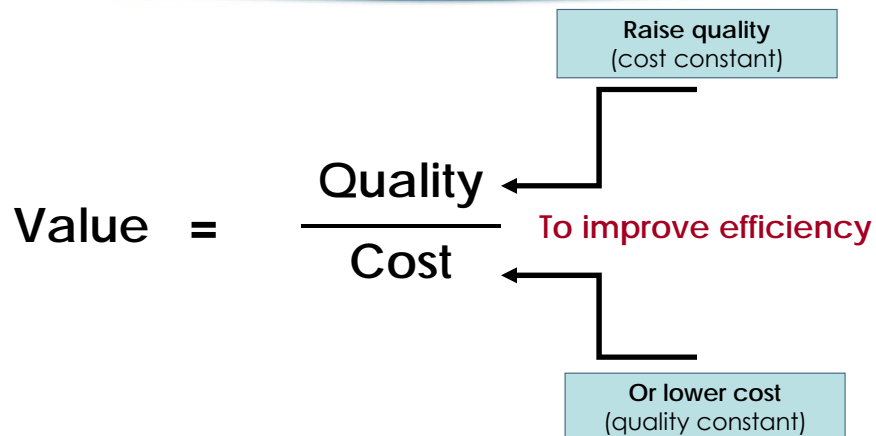 Raise quality
(cost constant)
Quality
Value =
To improve efficiency
Cost
Or lower cost
(quality constant)